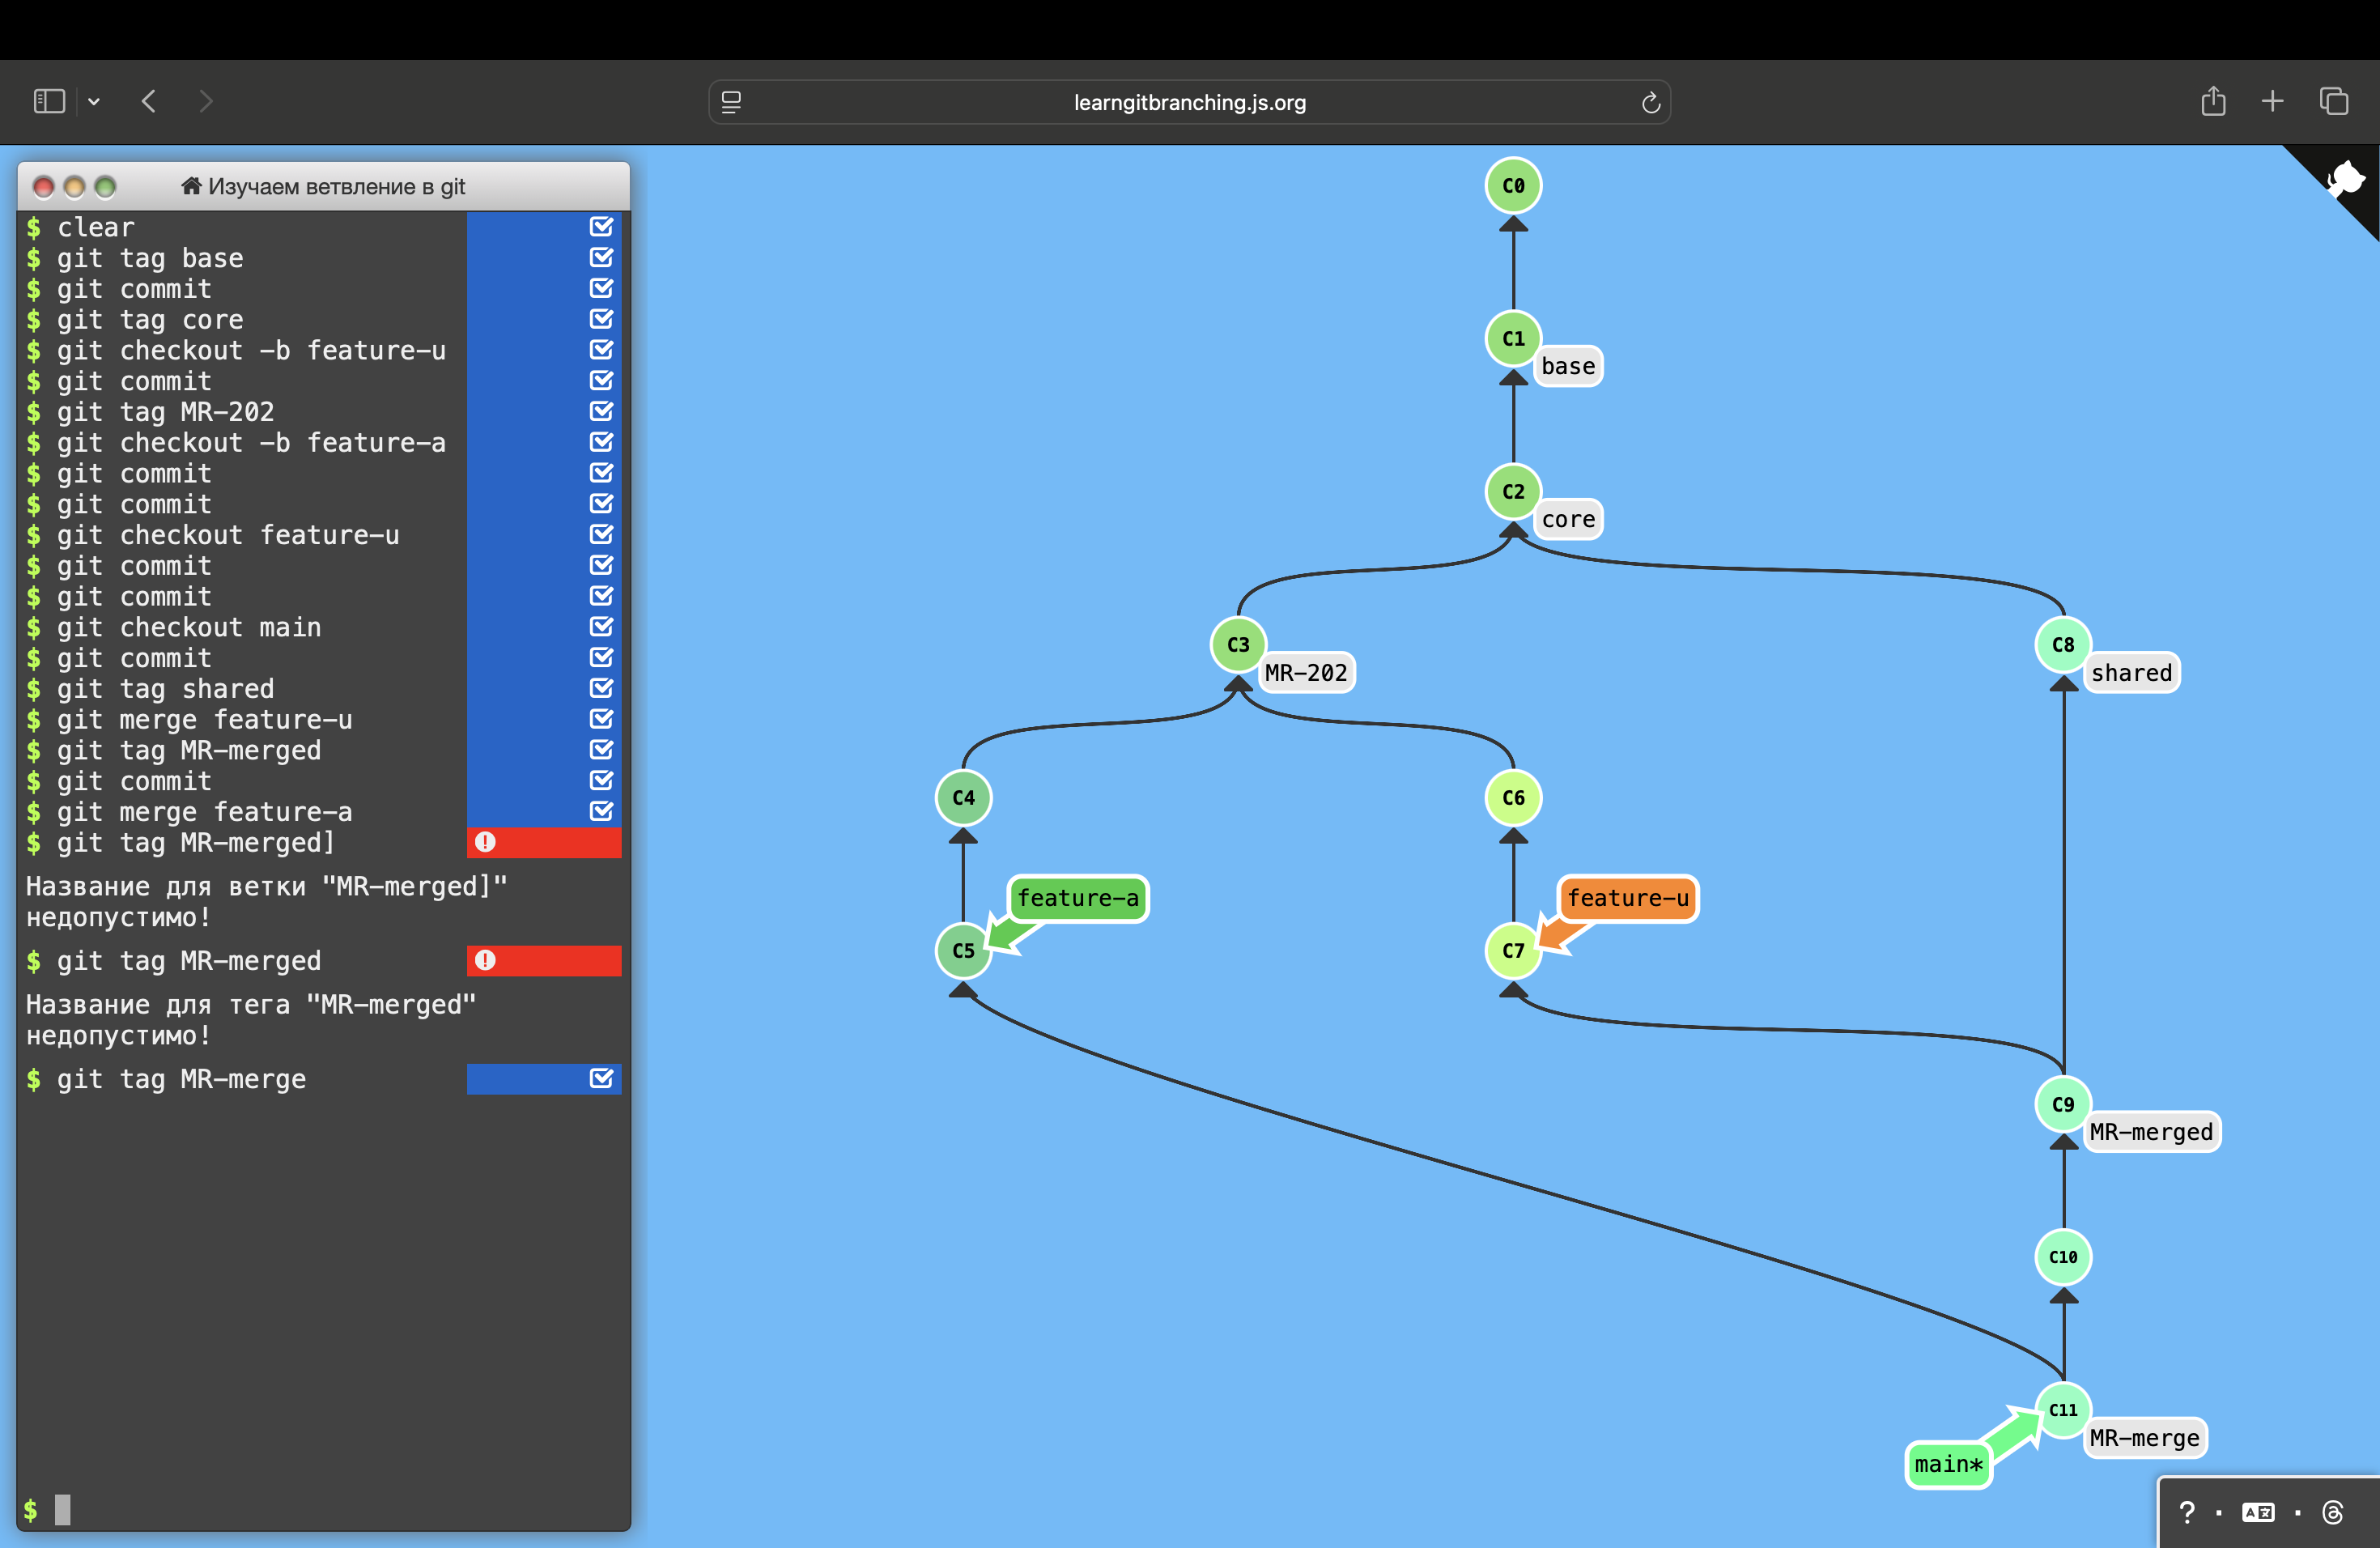 learngitbranching.js.org
Изучаем ветвление в git
$ clear
$ git tag base
$ git commit
$ git tag core
$ git checkout -b feature-u
$ git commit
$ git tag MR-202
$ git checkout -b feature-a
$ git commit
$ git commit
$ git checkout feature-u
$ git commit
$ git commit
$ git checkout main
$ git commit
$ git tag shared
$ git merge feature-u
$ git tag MR-merged
$ git commit
$ git merge feature-a
$ git tag MR-merged]
Название для ветки "MR-merged]"
недопустимо!
$ git tag MR-merged
Название для тега "MR-merged"
недопустимо!
$ git tag MR-merge
$
C0
C1
base
C2
core
C3
MR-202
C8
shared
C4
C6
feature-a
feature-u
C5
C7
C9
MR-merged
C10
C11
MR-merge
main*
? · A文 ·